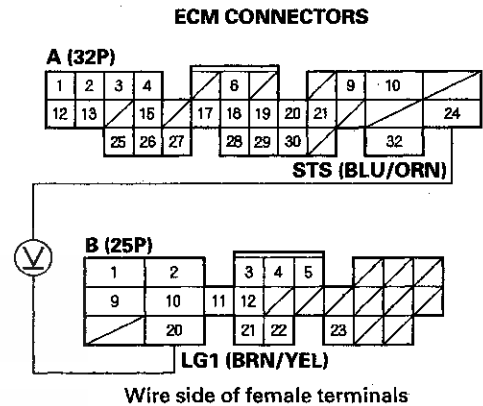 ECM CONNECTORS
A (32P)
1 2 3 4 6 9 10
12 13 15 17 18 19 20 21 24
25 26 27 28 29 30 32
STS (BLU/ORN)
V
B (25P)
1 2 3 4 5
9 10 11 12
20 21 22 23
LG1 (BRN/YEL)
Wire side of female terminals